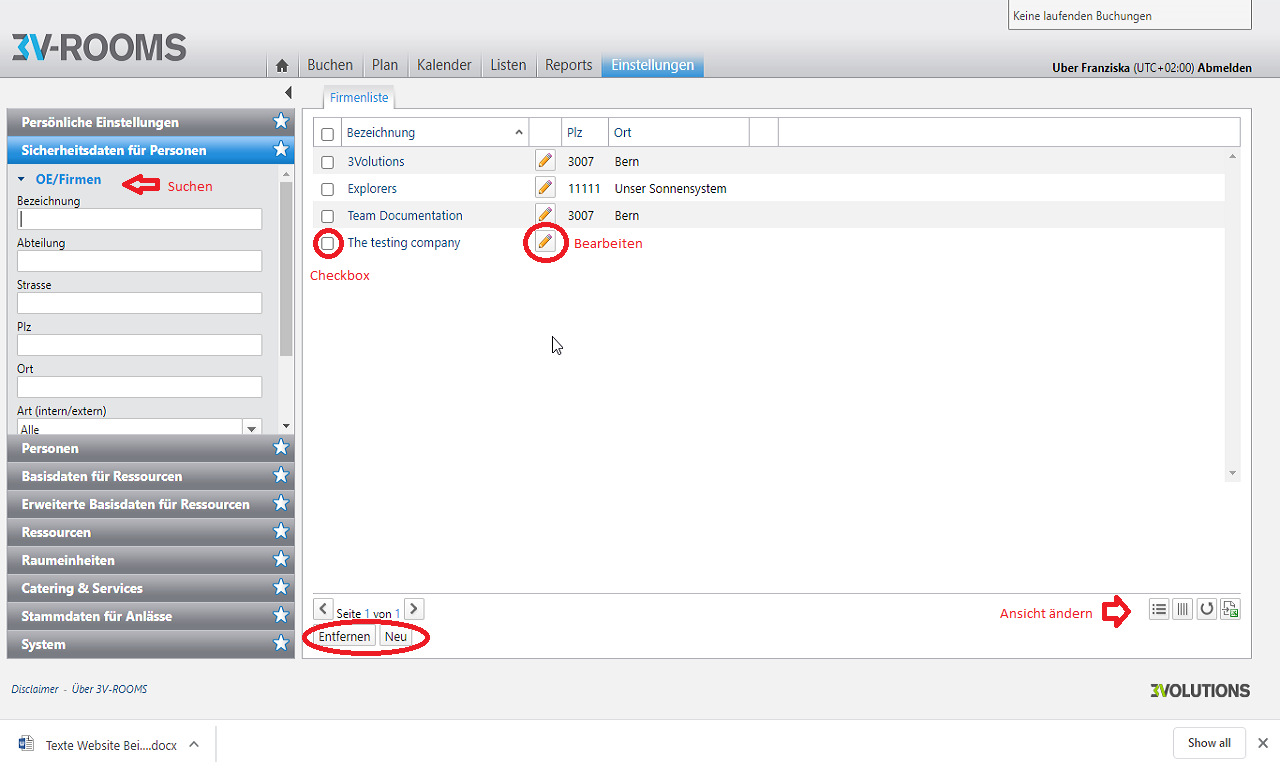 Keine laufenden Buchungen
3V-ROOMS
Buchen Plan Kalender Listen Reports Einstellungen
Uber Franziska (UTC+02:00) Abmelden
Firmenliste
Persönliche Einstellungen
Sicherheitsdaten für Personen
OE/Firmen
Suchen
Bezeichnung
Abteilung
Strasse
Plz
Ort
Art (intern/extern)
Alle
Personen
Basisdaten für Ressourcen
Erweiterte Basisdaten für Ressourcen
Ressourcen
Raumeinheiten
Catering & Services
Stammdaten für Anlässe
System
Bezeichnung Plz Ort
3Volutions 3007 Bern
Explorers 11111 Unser Sonnensystem
Team Documentation 3007 Bern
The testing company Bearbeiten
Checkbox
Seite 1 von 1
Ansicht ändern
Entfernen Neu
Disclaimer - Über 3V-ROOMS
3VOLUTIONS
Texte Website Bei....docx
Show all